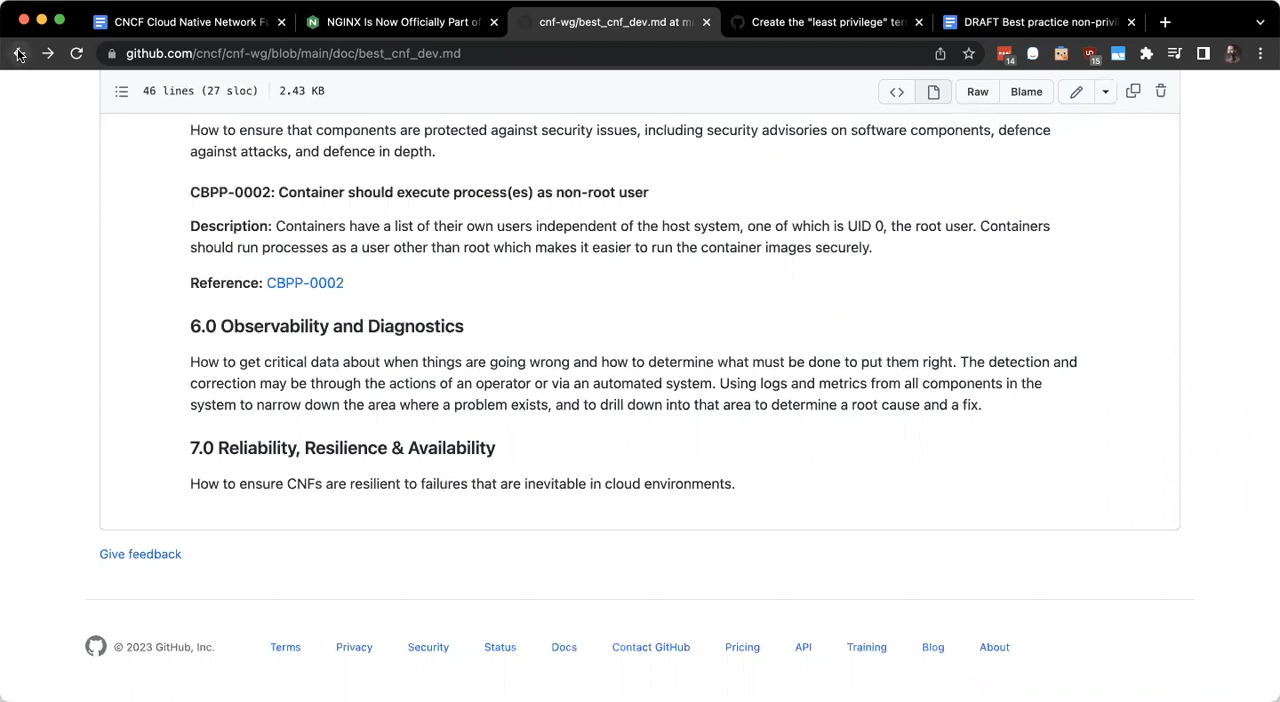 CNCF Cloud Native Network Fu
NGINX Is Now Officially Part of
cnf-wg/best_cnf_dev.md at ma
Create the "least privilege" terr
DRAFT Best practice non-privil
github.com/cncf/cnf-wg/blob/main/doc/best_cnf_dev.md
14
15
46 lines (27 sloc) 2.43 KB
Raw
Blame
How to ensure that components are protected against security issues, including security advisories on software components, defence
against attacks, and defence in depth.
CBPP-0002: Container should execute process(es) as non-root user
Description: Containers have a list of their own users independent of the host system, one of which is UID 0, the root user. Containers
should run processes as a user other than root which makes it easier to run the container images securely.
Reference: CBPP-0002
6.0 Observability and Diagnostics
How to get critical data about when things are going wrong and how to determine what must be done to put them right. The detection and
correction may be through the actions of an operator or via an automated system. Using logs and metrics from all components in the
system to narrow down the area where a problem exists, and to drill down into that area to determine a root cause and a fix.
7.0 Reliability, Resilience & Availability
How to ensure CNFs are resilient to failures that are inevitable in cloud environments.
Give feedback
© 2023 GitHub, Inc.
Terms
Privacy
Security
Status
Docs
Contact GitHub
Pricing
API
Training
Blog
About